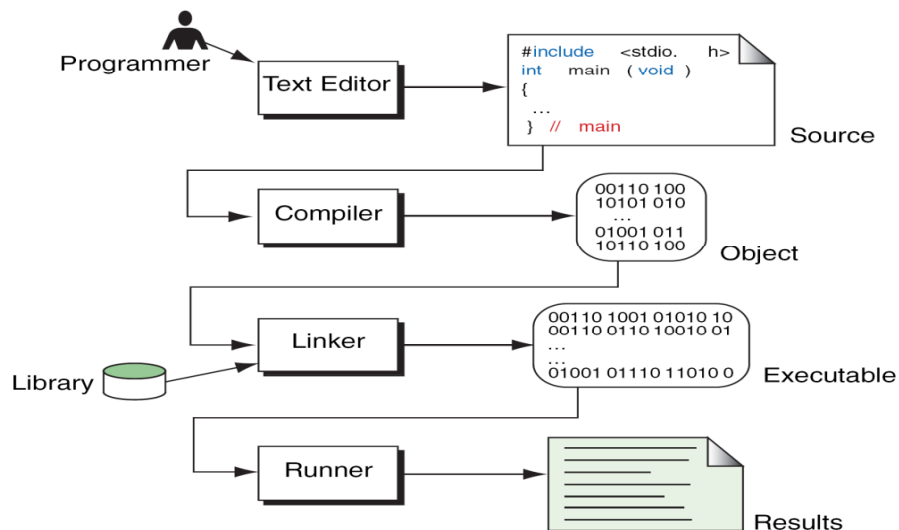 Programmer
Text Editor
#include <stdio. h>
int main ( void )
{
...
} // main
Source
Compiler
00110 100
10101 010
...
01001 011
10110 100
Object
Linker
Library
00110 1001 01010 10
00110 0110 10010 01
...
...
01001 01110 11010 0
Executable
Runner
Results